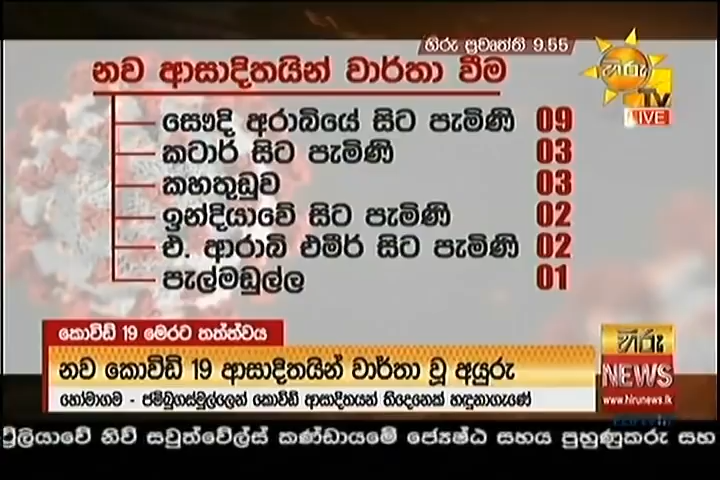 හිරු ප්‍රවෘත්ති 9.55
නව ආසාදිතයින් වාර්තා වීම
හිරු
TV
LIVE
සෞදි අරාබියේ සිට පැමිණි 09
කටාර් සිට පැමිණි 03
කහතුඩුව 03
ඉන්දියාවේ සිට පැමිණි 02
එ. ආරාබි එමීර් සිට පැමිණි 02
පැල්මඩුල්ල 01
කොවිඩ් 19 මෙරට තත්ත්වය
නව කොවිඩ් 19 ආසාදිතයින් වාර්තා වූ අයුරු
හෝමාගම - ජම්බුගස්මුල්ලෙන් කොවිඩ් ආසාදිතයන් තිදෙනෙක් හඳුනාගැණේ
හිරු
NEWS
www.hirunews.lk
ට්‍රේලියාවේ නිව් සවුත්වේල්ස් කණ්ඩායමේ ජ්‍යෙෂ්ඨ සහය පුහුණුකරු සහ